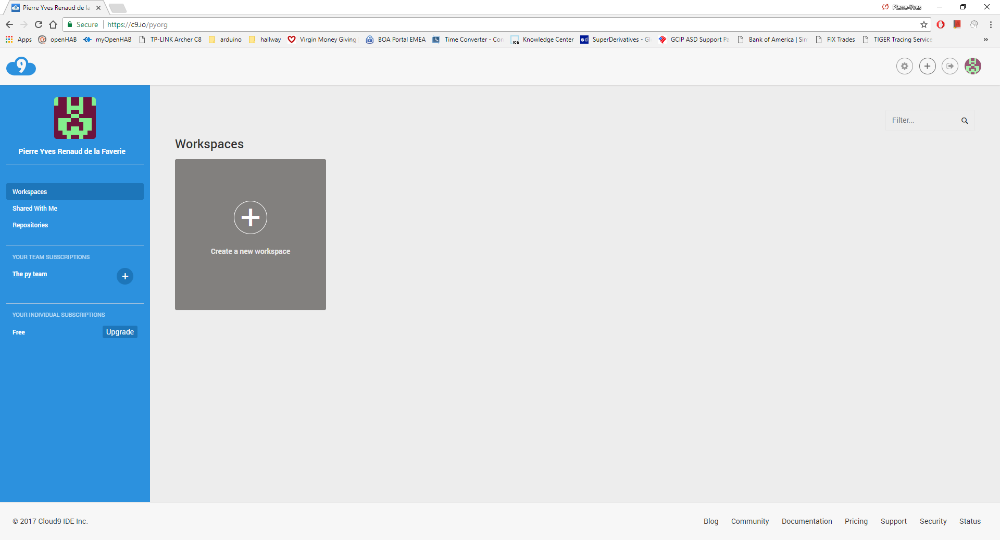 Pierre Yves Renaud de la
Pierre-Yves
Secure https://c9.io/pyorg
Apps openHAB myOpenHAB TP-LINK Archer C8 arduino hallway Virgin Money Giving BOA Portal EMEA Time Converter - Con Knowledge Center SuperDerivatives - Gl GCIP ASD Support Pa Bank of America | Sim FIX Trades TIGER Tracing Service »
9
Pierre Yves Renaud de la Faverie
Workspaces
Shared With Me
Repositories
YOUR TEAM SUBSCRIPTIONS
The py team
YOUR INDIVIDUAL SUBSCRIPTIONS
Free Upgrade
Filter...
Workspaces
Create a new workspace
© 2017 Cloud9 IDE Inc.
Blog Community Documentation Pricing Support Security Status